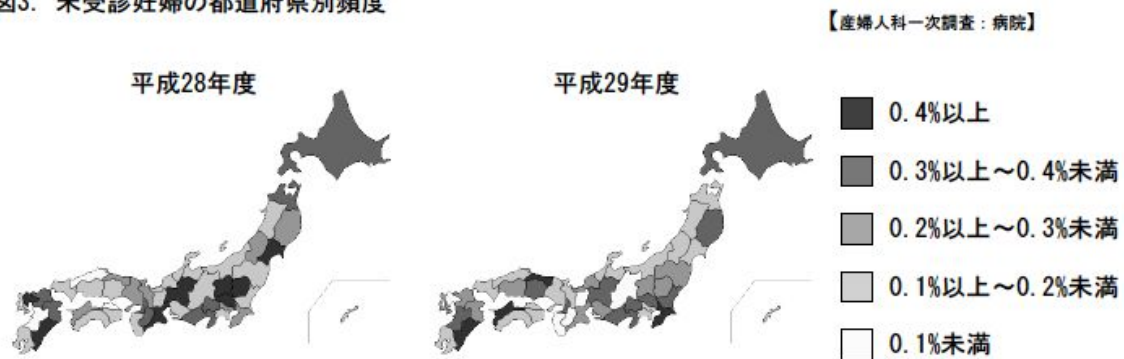 図3. 未受診妊婦の都道府県別頻度
【産婦人科一次調査：病院】
平成28年度
平成29年度
0.4%以上
0.3%以上～0.4%未満
0.2%以上～0.3%未満
0.1%以上～0.2%未満
0.1%未満